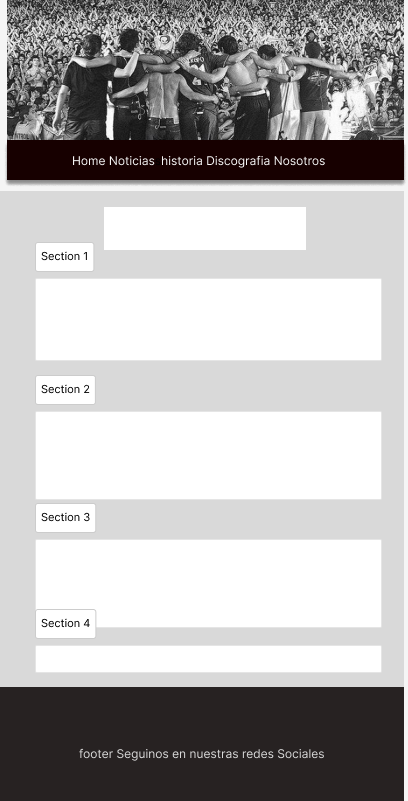 Home Noticias  historia Discografia Nosotros
Section 1
Section 2
Section 3
Section 4
footer Seguinos en nuestras redes Sociales